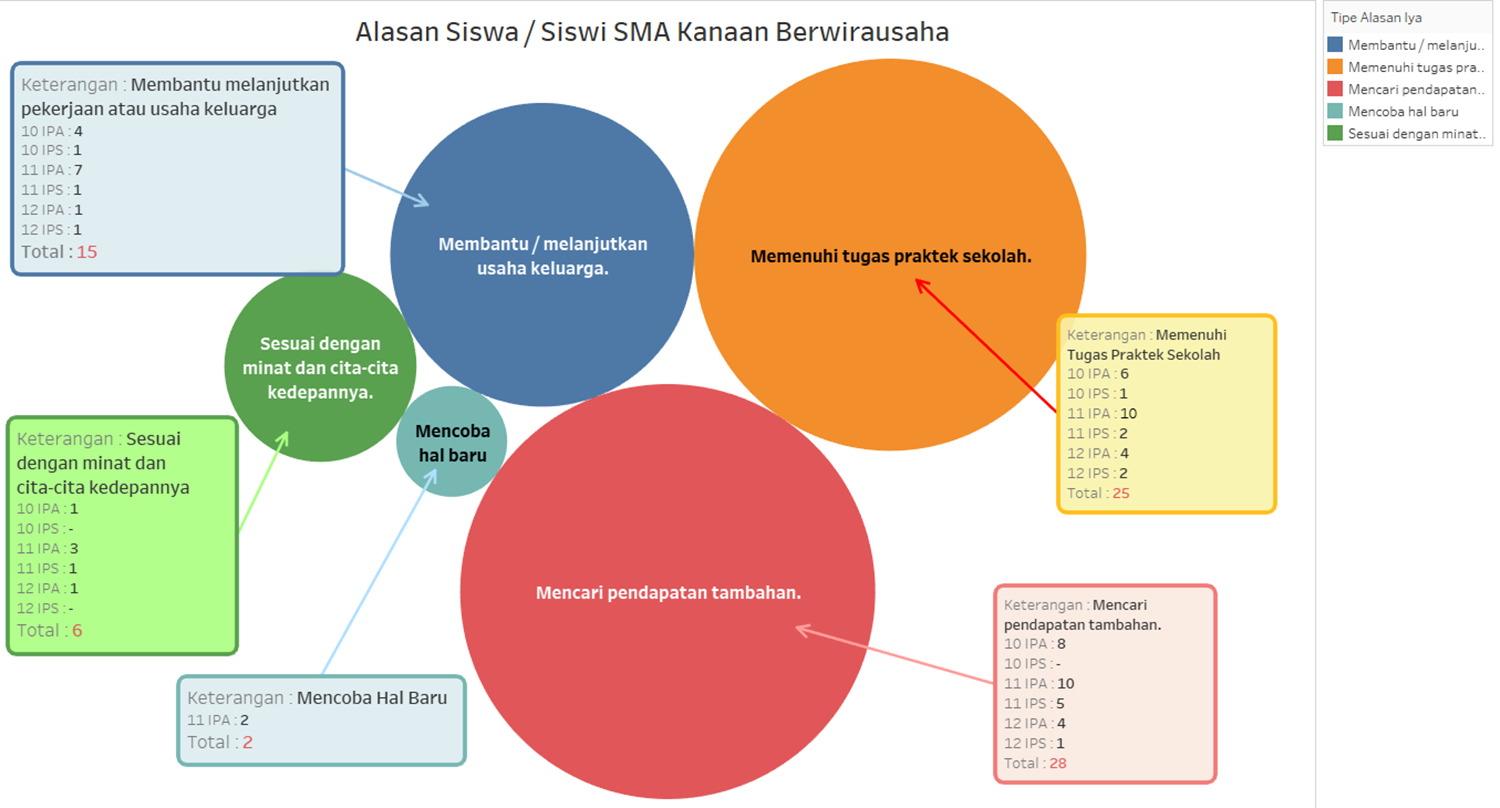 Alasan Siswa / Siswi SMA Kanaan Berwirausaha
Tipe Alasan Iya
Membantu / melanju..
Memenuhi tugas pra..
Mencari pendapatan..
Mencoba hal baru
Sesuai dengan minat..
Keterangan : Membantu melanjutkan
pekerjaan atau usaha keluarga
10 IPA : 4
10 IPS : 1
11 IPA : 7
11 IPS : 1
12 IPA : 1
12 IPS : 1
Total : 15
Membantu / melanjutkan
usaha keluarga.
Memenuhi tugas praktek sekolah.
Keterangan : Memenuhi
Tugas Praktek Sekolah
10 IPA : 6
10 IPS : 1
11 IPA : 10
11 IPS : 2
12 IPA : 4
12 IPS : 2
Total : 25
Sesuai dengan
minat dan cita-cita
kedepannya.
Mencoba
hal baru
Keterangan : Sesuai
dengan minat dan
cita-cita kedepannya
10 IPA : 1
10 IPS : -
11 IPA : 3
11 IPS : 1
12 IPA : 1
12 IPS : -
Total : 6
Mencari pendapatan tambahan.
Keterangan : Mencari
pendapatan tambahan.
10 IPA : 8
10 IPS : -
11 IPA : 10
11 IPS : 5
12 IPA : 4
12 IPS : 1
Total : 28
Keterangan : Mencoba Hal Baru
11 IPA : 2
Total : 2